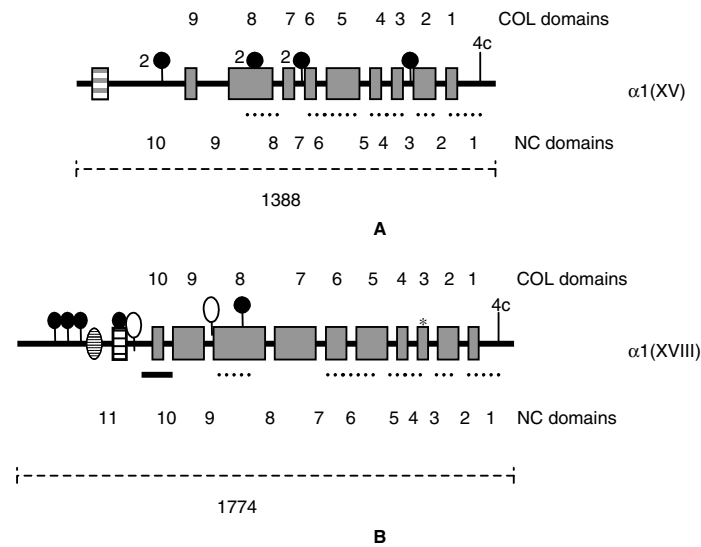 9 8 7 6 5 4 3 2 1 COL domains
2 2 2 4c
α1(XV)
10 9 8 7 6 5 4 3 2 1 NC domains
1388
A
10 9 8 7 6 5 4 3 2 1 COL domains
* 4c
α1(XVIII)
11 10 9 8 7 6 5 4 3 2 1 NC domains
1774
B